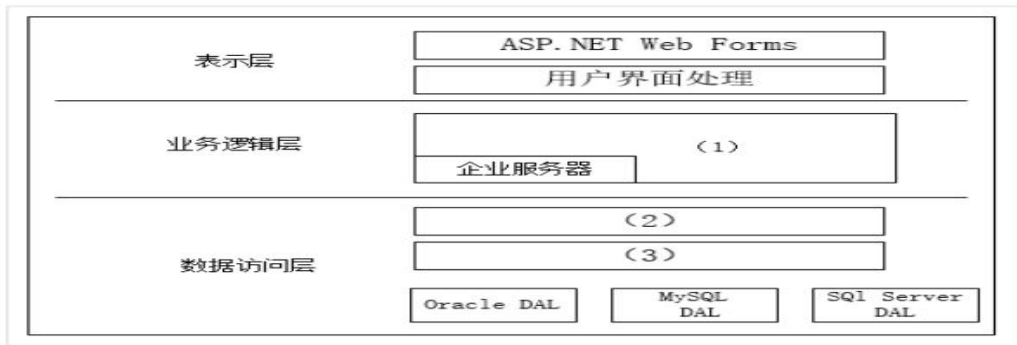 表示层
ASP.NET Web Forms
用户界面处理
业务逻辑层
(1)
企业服务器
数据访问层
(2)
(3)
Oracle DAL
MySQL
DAL
SQl Server
DAL